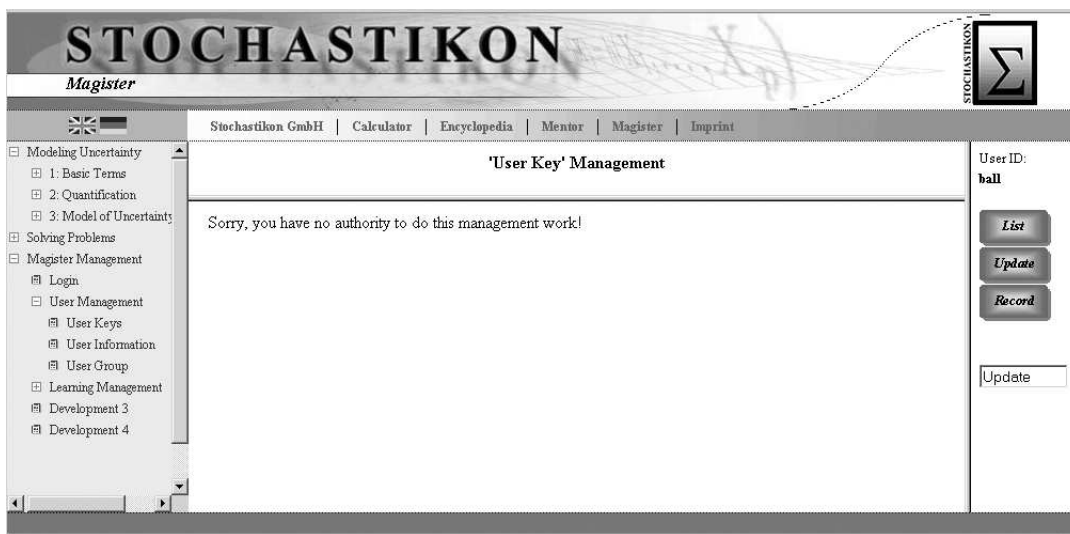 STOCHASTIKON
Magister
STOCHASTIKON
Σ
Stochastikon GmbH | Calculator | Encyclopedia | Mentor | Magister | Imprint
Modeling Uncertainty
1: Basic Terms
2: Quantification
3: Model of Uncertainty
Solving Problems
Magister Management
Login
User Management
User Keys
User Information
User Group
Learning Management
Development 3
Development 4
'User Key' Management
Sorry, you have no authority to do this management work!
User ID:
ball
List
Update
Record
Update